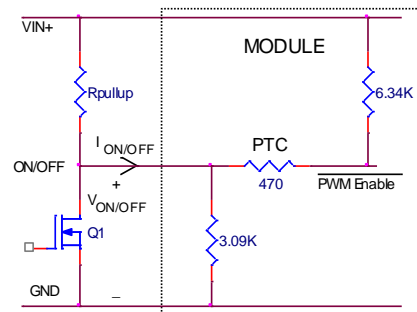 VIN+
MODULE
Rpullup
6.34K
I ON/OFF
PTC
ON/OFF
470
PWM Enable
+
V ON/OFF
Q1
3.09K
GND
_